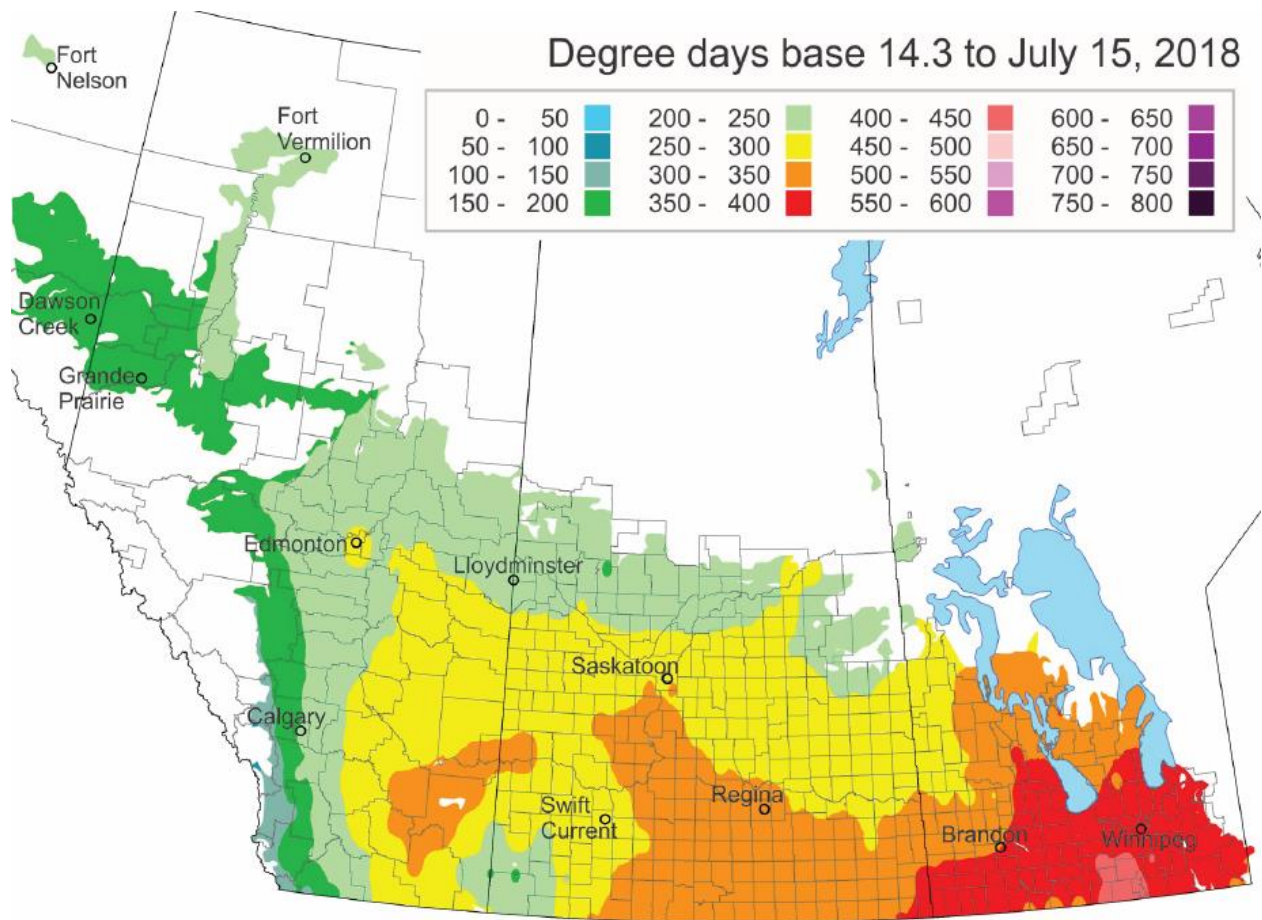 Degree days base 14.3 to July 15, 2018
0 - 50 200 - 250 400 - 450 600 - 650
50 - 100 250 - 300 450 - 500 650 - 700
100 - 150 300 - 350 500 - 550 700 - 750
150 - 200 350 - 400 550 - 600 750 - 800
Fort
Nelson
Fort
Vermilion
Dawson
Creek
Grande
Prairie
Edmonton
Lloydminster
Saskatoon
Calgary
Swift
Current
Regina
Brandon
Winnipeg